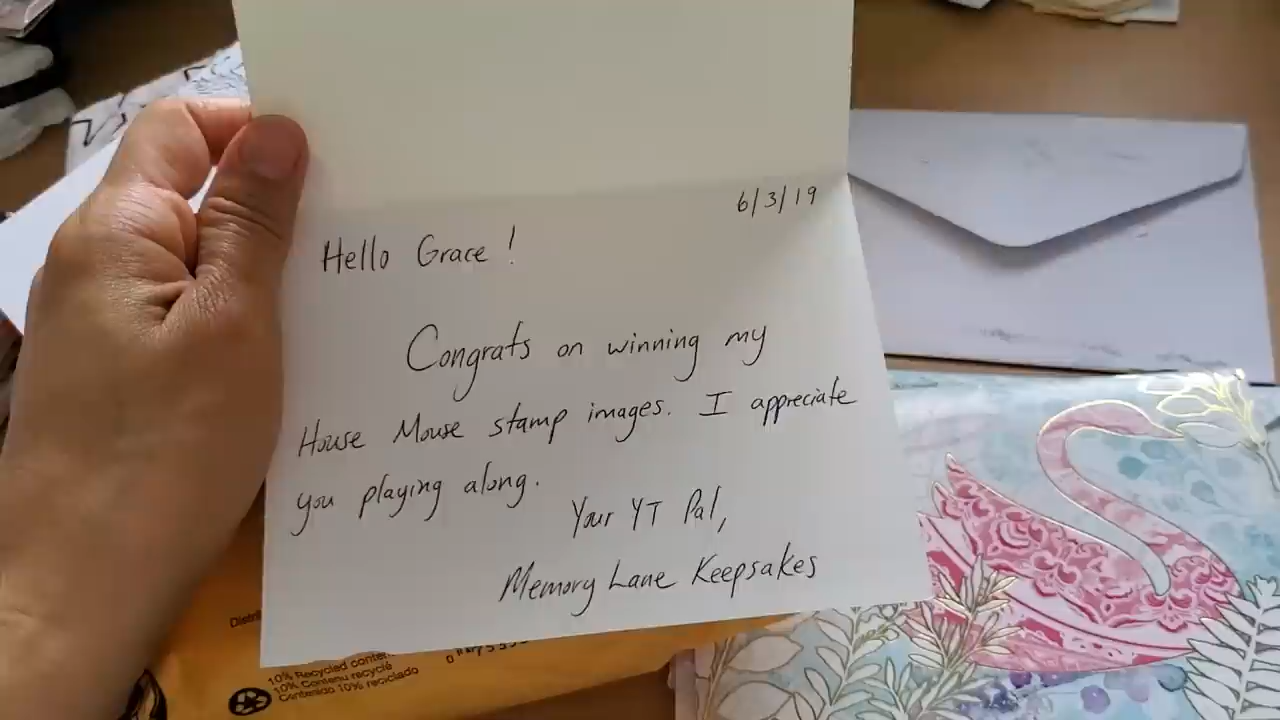 6/3/19
Hello Grace!
Congrats on winning my
House Mouse stamp images. I appreciate
you playing along.
Your YT Pal,
Memory Lane Keepsakes
10% Recycled conten
10% Contenu recyclé
Contenido 10% reciclado